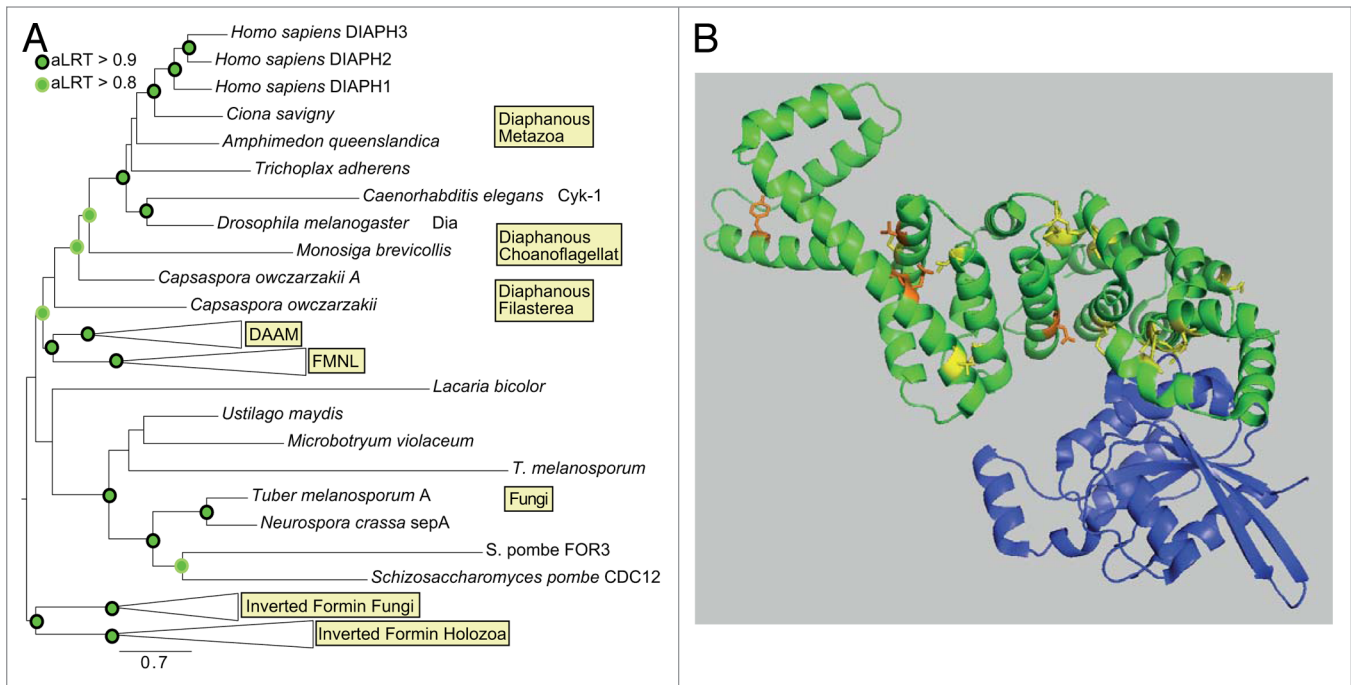 A
aLRT > 0.9
aLRT > 0.8
Homo sapiens DIAPH3
Homo sapiens DIAPH2
Homo sapiens DIAPH1
Ciona savigny
Amphimedon queenslandica
Trichoplax adherens
Caenorhabditis elegans Cyk-1
Drosophila melanogaster Dia
Monosiga brevicollis
Capsaspora owczarzakii A
Capsaspora owczarzakii
Diaphanous
Metazoa
Diaphanous
Choanoflagellat
Diaphanous
Filasterea
DAAM
FMNL
Lacaria bicolor
Ustilago maydis
Microbotryum violaceum
T. melanosporum
Tuber melanosporum A
Fungi
Neurospora crassa sepA
S. pombe FOR3
Schizosaccharomyces pombe CDC12
Inverted Formin Fungi
Inverted Formin Holozoa
0.7
B